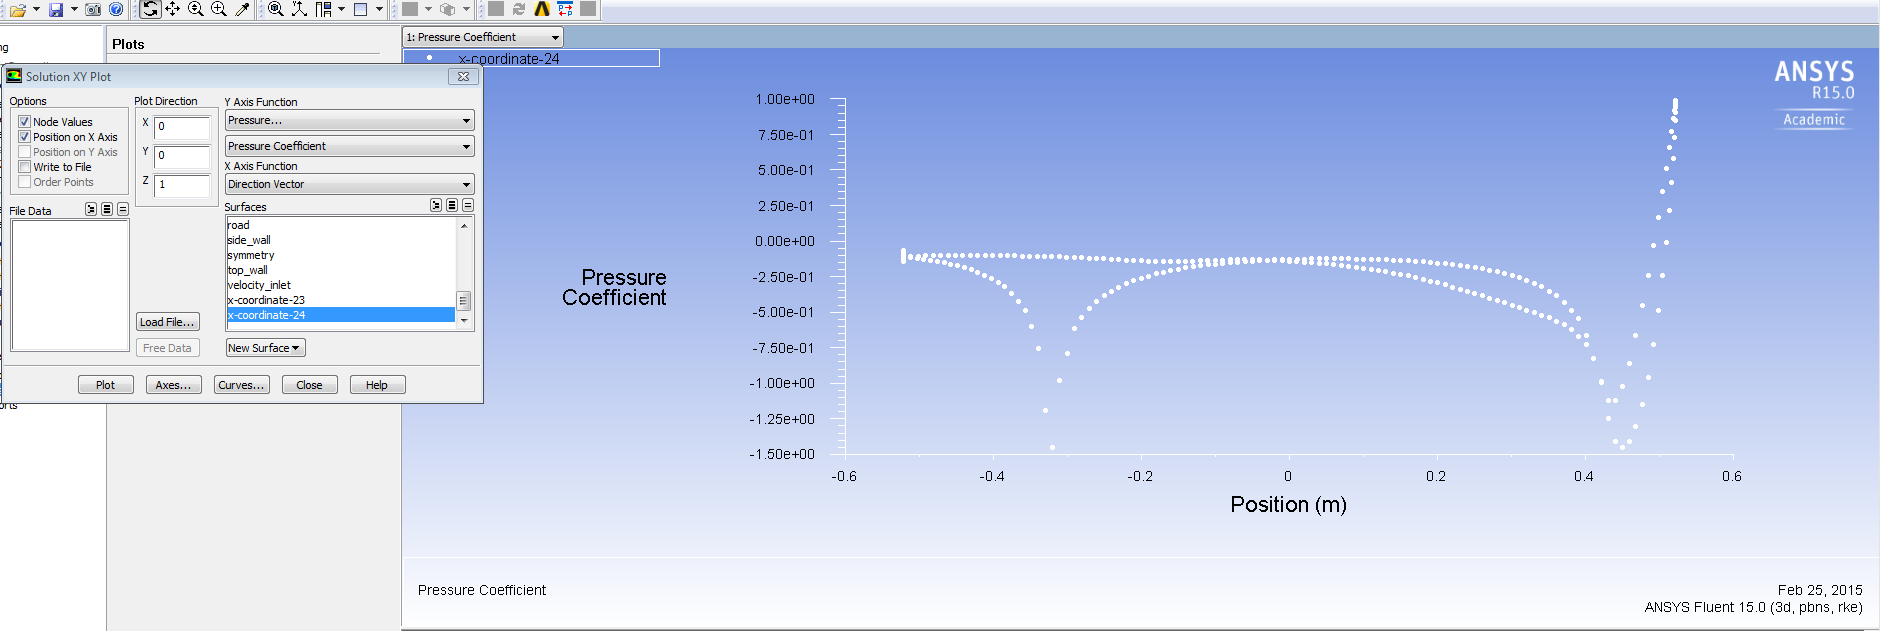 ng
Plots
1: Pressure Coefficient
x-coordinate-24
Solution XY Plot
Options
Node Values
Position on X Axis
Position on Y Axis
Write to File
Order Points
Plot Direction
X 0
Y 0
Z 1
Y Axis Function
Pressure...
Pressure Coefficient
X Axis Function
Direction Vector
File Data
Surfaces
road
side_wall
symmetry
top_wall
velocity_inlet
x-coordinate-23
x-coordinate-24
Load File...
Free Data
New Surface
Plot
Axes...
Curves...
Close
Help
orts
ANSYS
R15.0
Academic
1.00e+00
7.50e-01
5.00e-01
2.50e-01
0.00e+00
-2.50e-01
-5.00e-01
-7.50e-01
-1.00e+00
-1.25e+00
-1.50e+00
Pressure
Coefficient
-0.6 -0.4 -0.2 0 0.2 0.4 0.6
Position (m)
Pressure Coefficient
Feb 25, 2015
ANSYS Fluent 15.0 (3d, pbns, rke)